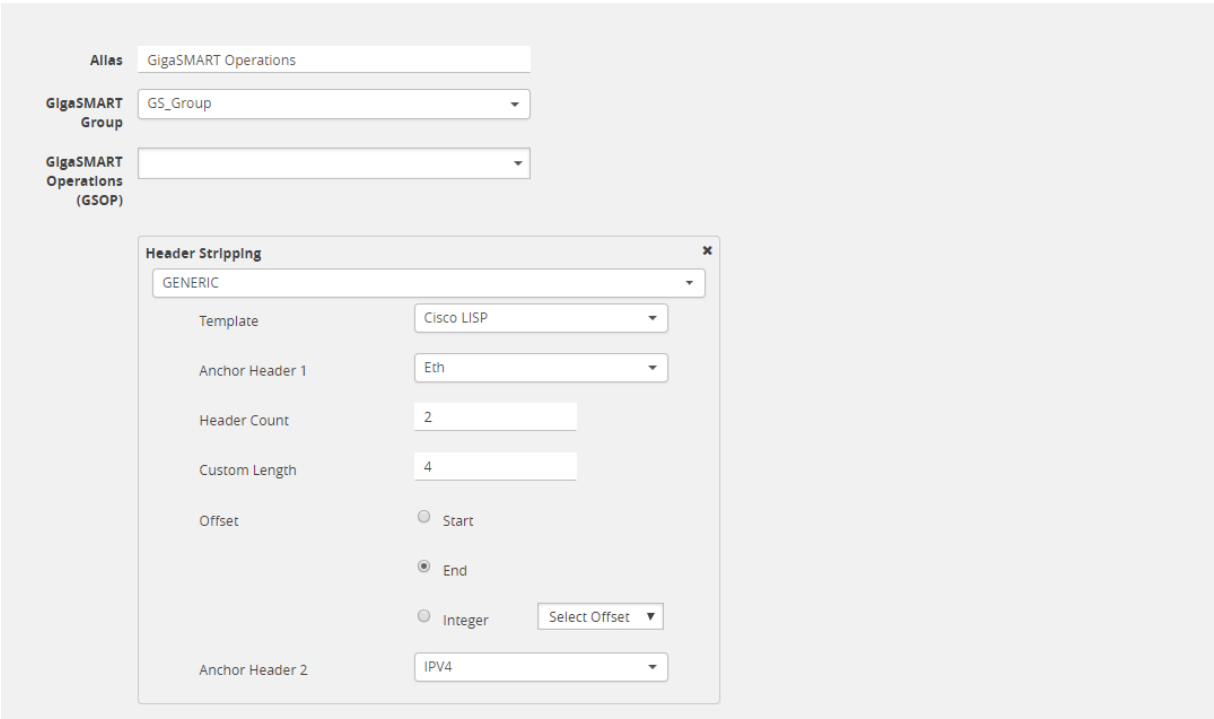 Alias GigaSMART Operations
GigaSMART Group GS_Group
GigaSMART Operations (GSOP)
Header Stripping ×
GENERIC
Template Cisco LISP
Anchor Header 1 Eth
Header Count 2
Custom Length 4
Offset Start
End
Integer Select Offset
Anchor Header 2 IPV4